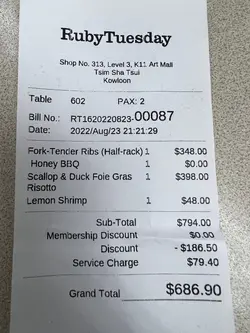 RubyTuesday
Shop No. 313, Level 3, K11 Art Mall
Tsim Sha Tsui
Kowloon
Table 602 PAX: 2
Bill No.: RT1620220823-00087
Date: 2022/Aug/23 21:21:29
Fork-Tender Ribs (Half-rack) 1 $348.00
Honey BBQ 1 $0.00
Scallop & Duck Foie Gras 1 $398.00
Risotto
Lemon Shrimp 1 $48.00
Sub-Total $794.00
Membership Discount $0.00
Discount - $186.50
Service Charge $79.40
Grand Total $686.90